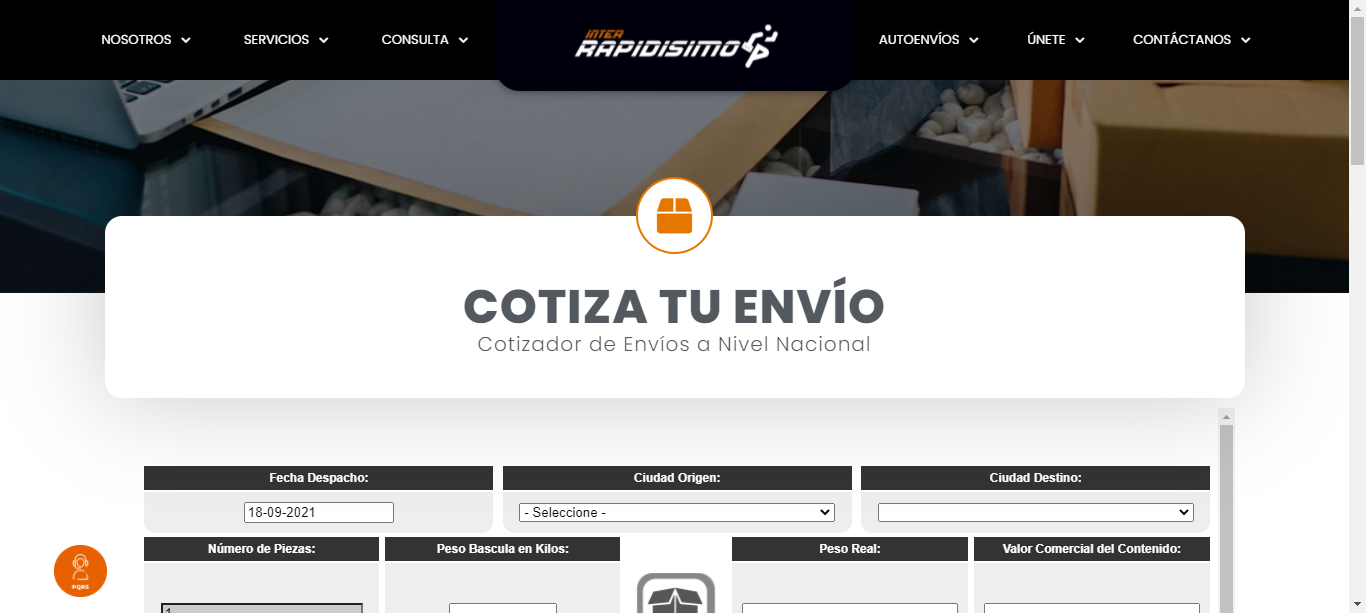 NOSOTROS
SERVICIOS
CONSULTA
INTER
RAPIDISIMO
AUTOENVÍOS
ÚNETE
CONTÁCTANOS
COTIZA TU ENVÍO
Cotizador de Envíos a Nivel Nacional
Fecha Despacho:
Ciudad Origen:
Ciudad Destino:
18-09-2021
- Seleccione -
Número de Piezas:
Peso Bascula en Kilos:
Peso Real:
Valor Comercial del Contenido:
PQRS
1